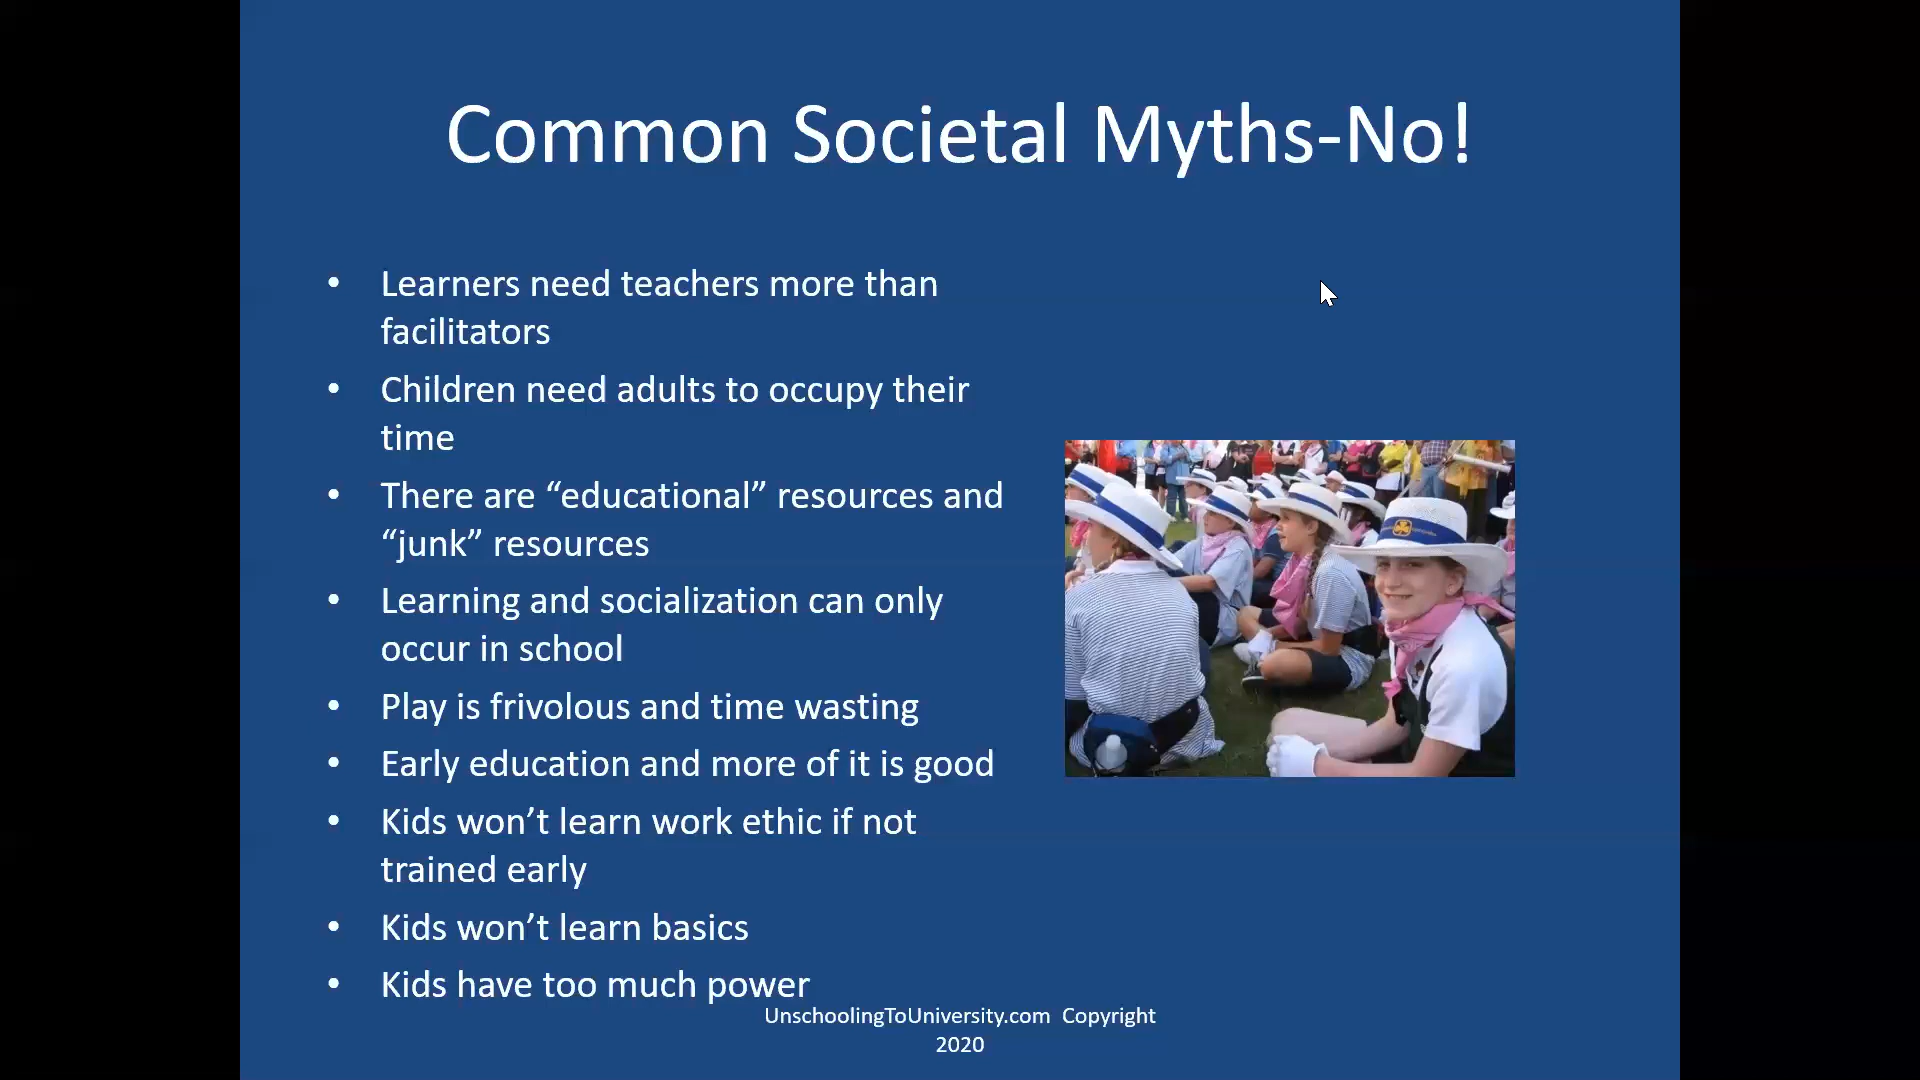 Common Societal Myths-No!
• Learners need teachers more than
facilitators
• Children need adults to occupy their
time
• There are “educational” resources and
“junk” resources
• Learning and socialization can only
occur in school
• Play is frivolous and time wasting
• Early education and more of it is good
• Kids won’t learn work ethic if not
trained early
• Kids won’t learn basics
• Kids have too much power
UnschoolingToUniversity.com Copyright
2020